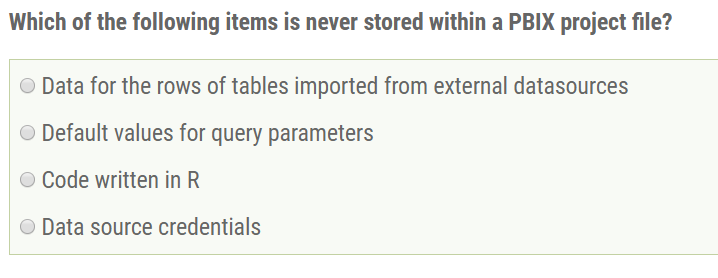 Which of the following items is never stored within a PBIX project file?
Data for the rows of tables imported from external datasources
Default values for query parameters
Code written in R
Data source credentials